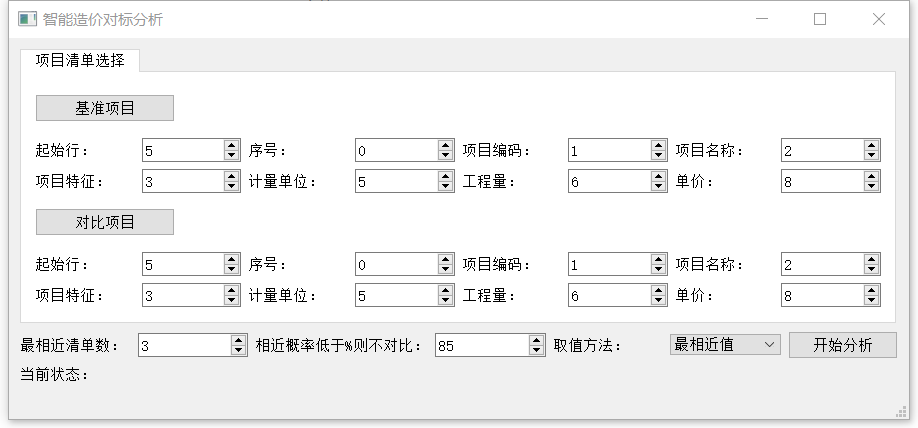 智能造价对标分析
项目清单选择
基准项目
起始行: 5 序号: 0 项目编码: 1 项目名称: 2
项目特征: 3 计量单位: 5 工程量: 6 单价: 8
对比项目
起始行: 5 序号: 0 项目编码: 1 项目名称: 2
项目特征: 3 计量单位: 5 工程量: 6 单价: 8
最相近清单数: 3 相近概率低于%则不对比: 85 取值方法: 最相近值 开始分析
当前状态: